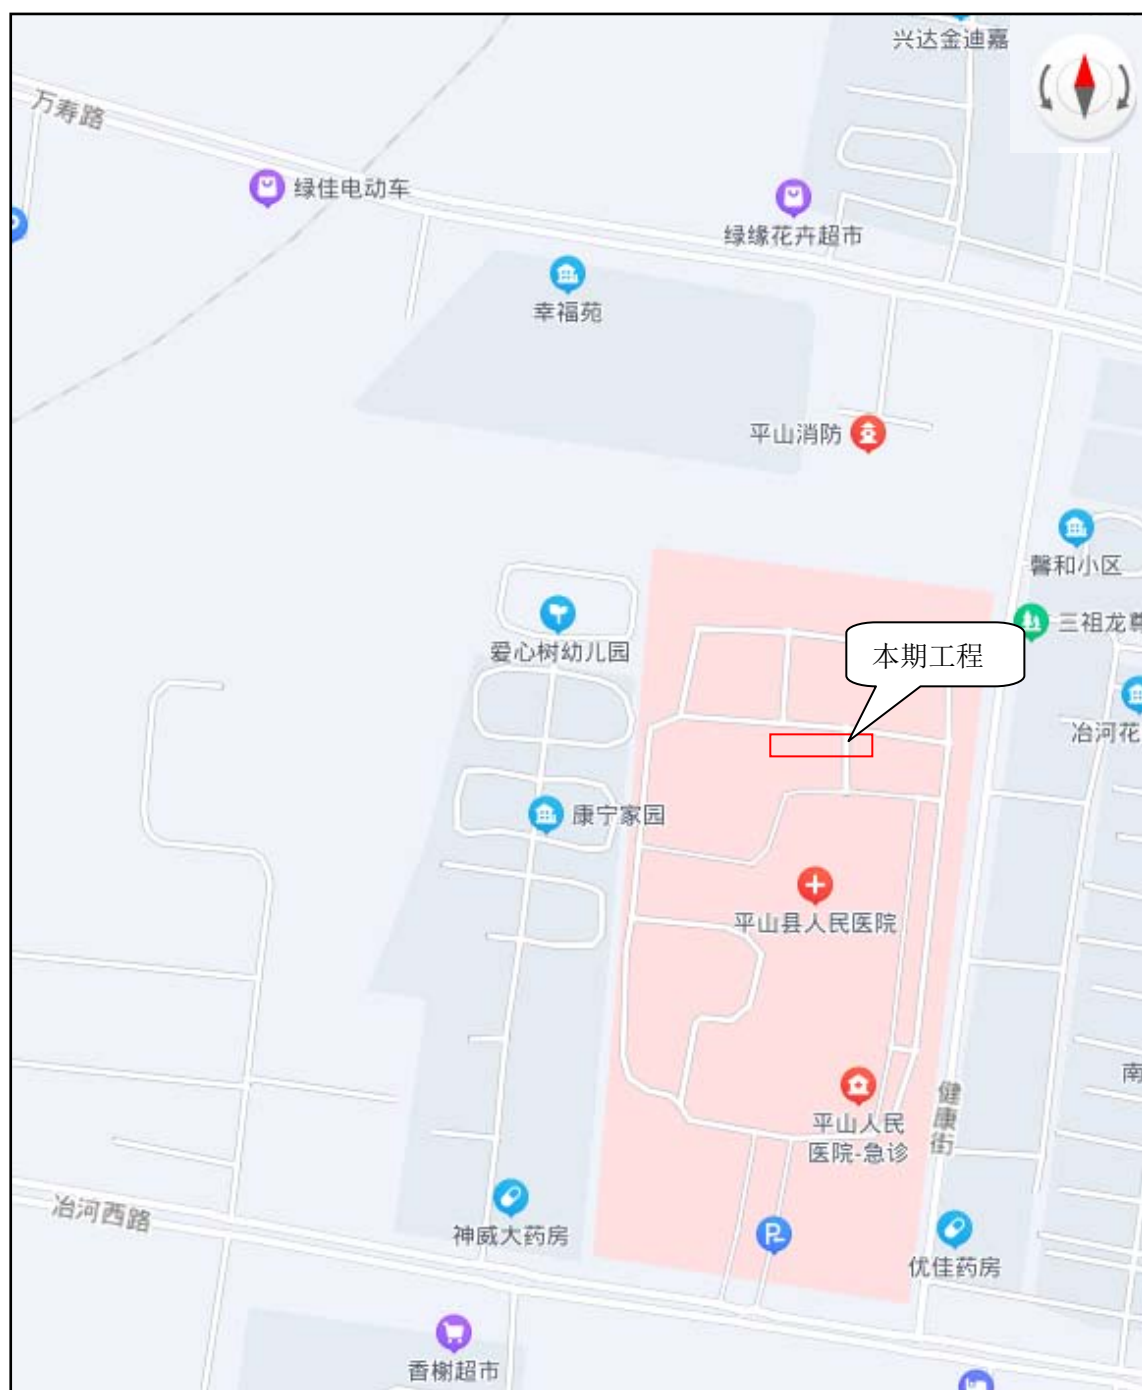 兴达金迪嘉
万寿路
绿佳电动车
绿缘花卉超市
幸福苑
平山消防
馨和小区
三祖龙尊
爱心树幼儿园
本期工程
冶河花
康宁家园
平山县人民医院
南
平山人民
医院-急诊
健康街
冶河西路
神威大药房
P
优佳药房
香榭超市